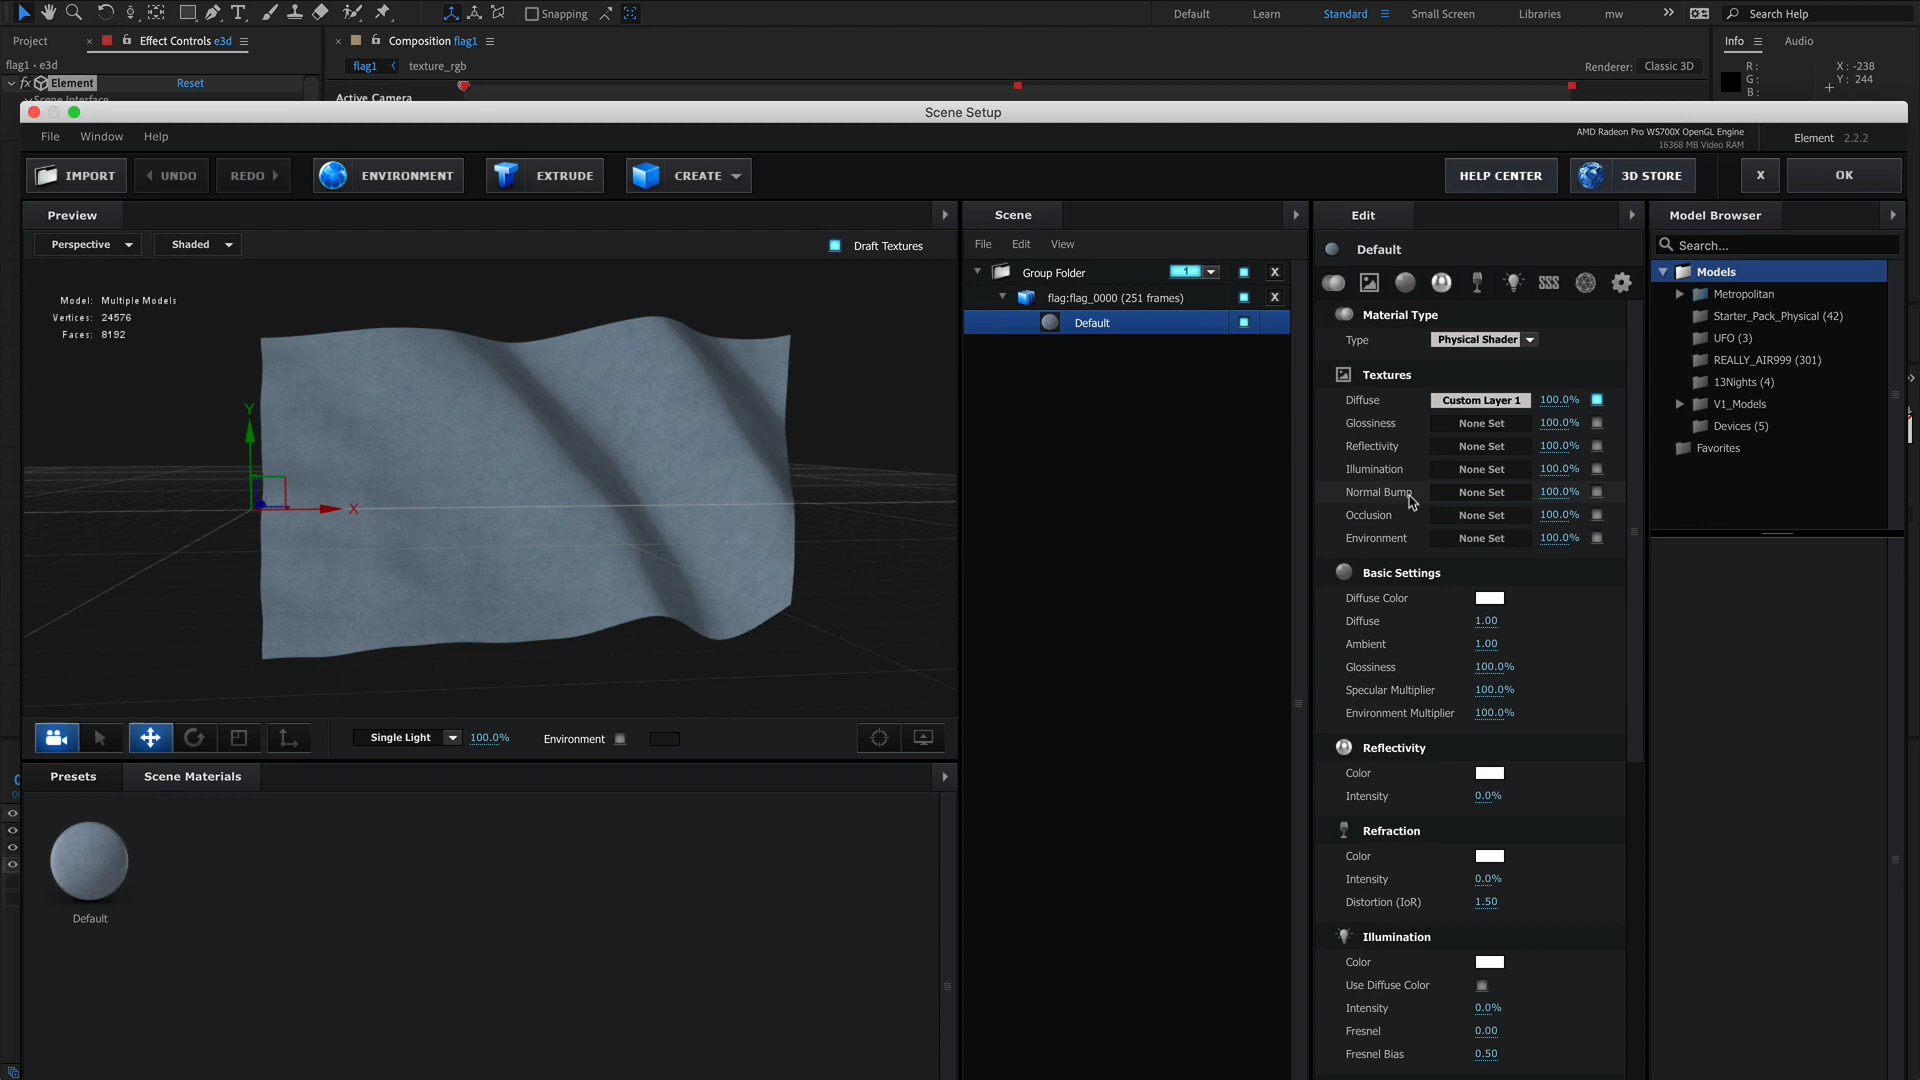 Snapping
Default
Learn
Standard
Small Screen
Libraries
mw
Search Help
Project
Effect Controls e3d
Composition flag1
Info
Audio
flag1 • e3d
flag1
texture_rgb
Renderer: Classic 3D
R :
G :
B :
X : -238
Y : 244
fx Element
Reset
Active Camera
Scene Setup
File
Window
Help
AMD Radeon Pro W5700X OpenGL Engine
16368 MB Video RAM
Element 2.2.2
IMPORT
UNDO
REDO
ENVIRONMENT
EXTRUDE
CREATE
HELP CENTER
3D STORE
X
OK
Preview
Perspective
Shaded
Draft Textures
Model: Multiple Models
Vertices: 24576
Faces: 8192
Y
X
Single Light
100.0%
Environment
Presets
Scene Materials
Default
Scene
File
Edit
View
Group Folder
1
X
flag:flag_0000 (251 frames)
X
Default
Edit
Default
SSS
Material Type
Type Physical Shader
Textures
Diffuse Custom Layer 1 100.0%
Glossiness None Set 100.0%
Reflectivity None Set 100.0%
Illumination None Set 100.0%
Normal Bump None Set 100.0%
Occlusion None Set 100.0%
Environment None Set 100.0%
Basic Settings
Diffuse Color
Diffuse 1.00
Ambient 1.00
Glossiness 100.0%
Specular Multiplier 100.0%
Environment Multiplier 100.0%
Reflectivity
Color
Intensity 0.0%
Refraction
Color
Intensity 0.0%
Distortion (IoR) 1.50
Illumination
Color
Use Diffuse Color
Intensity 0.0%
Fresnel 0.00
Fresnel Bias 0.50
Model Browser
Search...
Models
Metropolitan
Starter_Pack_Physical (42)
UFO (3)
REALLY_AIR999 (301)
13Nights (4)
V1_Models
Devices (5)
Favorites